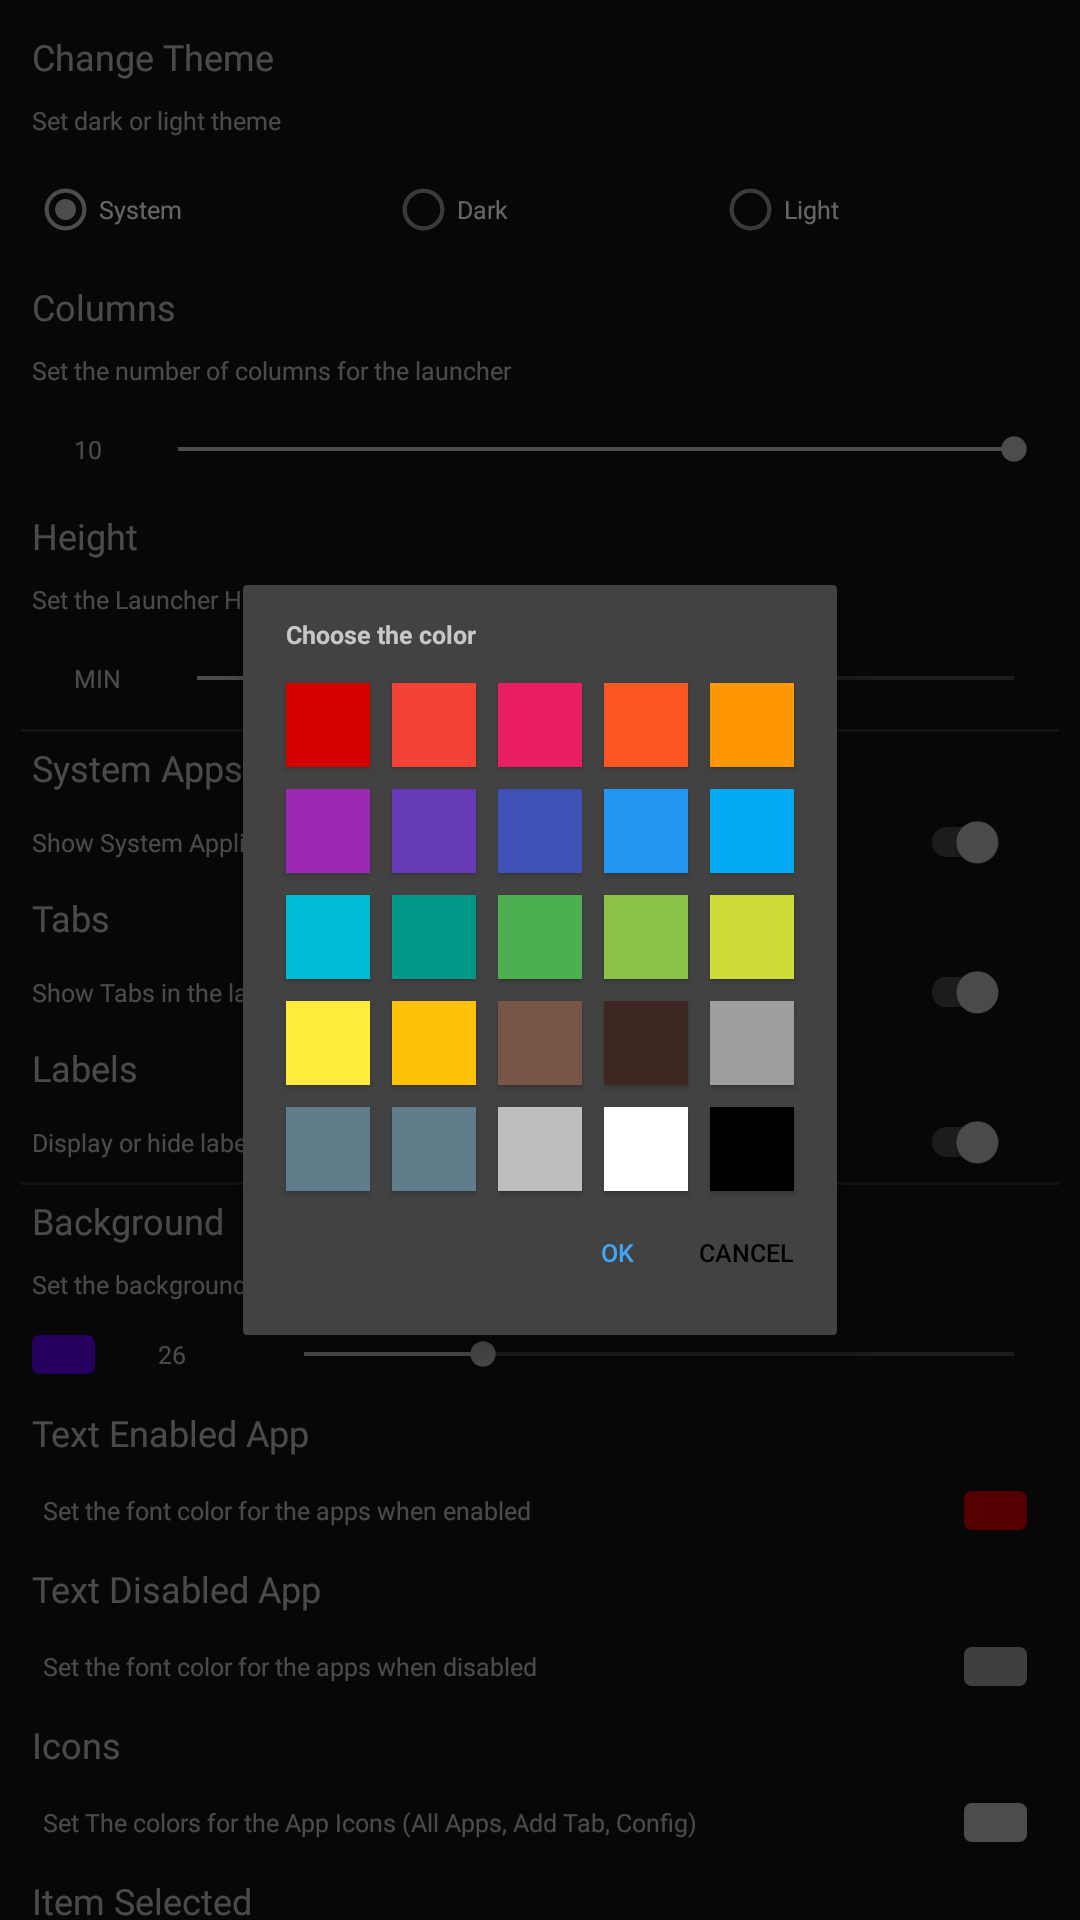 Change Theme
Set dark or light theme
System Dark Light
Columns
Set the number of columns for the launcher
10
Height
Set the Launcher H
Choose the color
MIN
System Apps
Show System Appli
Tabs
Show Tabs in the la
Labels
Display or hide labe
Background
OK CANCEL
Set the background
26
Text Enabled App
Set the font color for the apps when enabled
Text Disabled App
Set the font color for the apps when disabled
Icons
Set The colors for the App Icons (All Apps, Add Tab, Config)
Item Selected